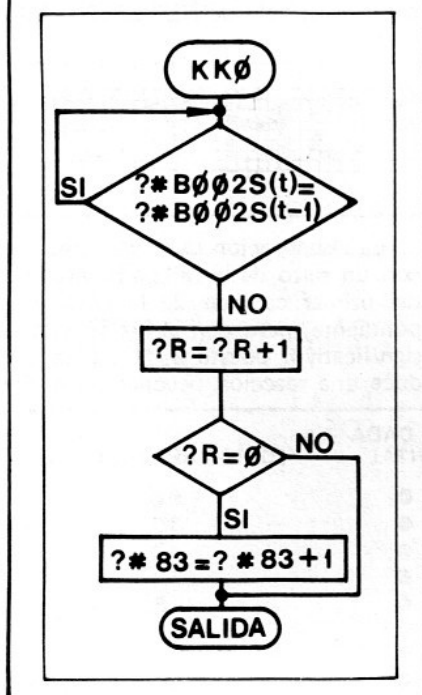 KKØ
SI
?#BØØ2S(t)=
?#BØØ2S(t-1)
NO
?R=?R+1
?R=Ø
NO
SI
?#83=?#83+1
SALIDA